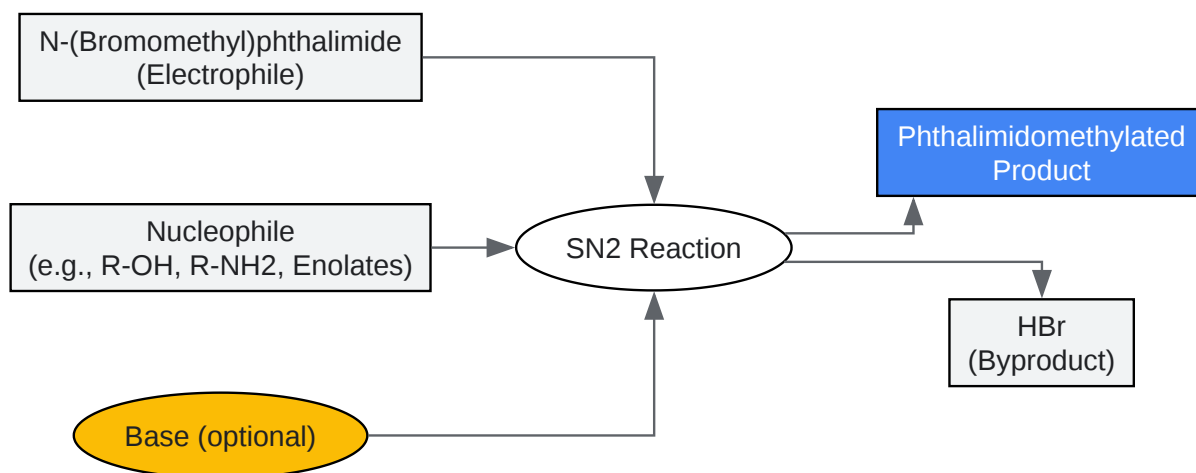 N-(Bromomethyl)phthalimide
(Electrophile)
Nucleophile
(e.g., R-OH, R-NH2, Enolates)
Base (optional)
SN2 Reaction
Phthalimidomethylated
Product
HBr
(Byproduct)